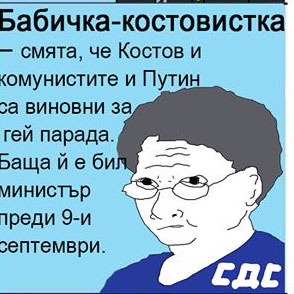 Бабичка-костовистка
– смята, че Костов и
комунистите и Путин
са виновни за
гей парада.
Баща й е бил
министър
преди 9-и
септември.
СДС